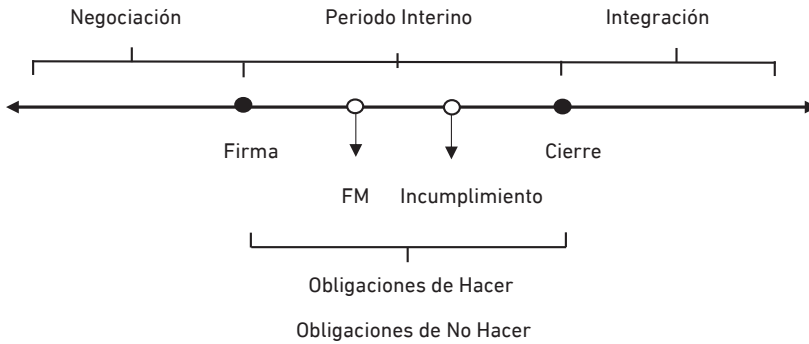 Negociación Periodo Interino Integración
Firma Cierre
FM Incumplimiento
Obligaciones de Hacer
Obligaciones de No Hacer